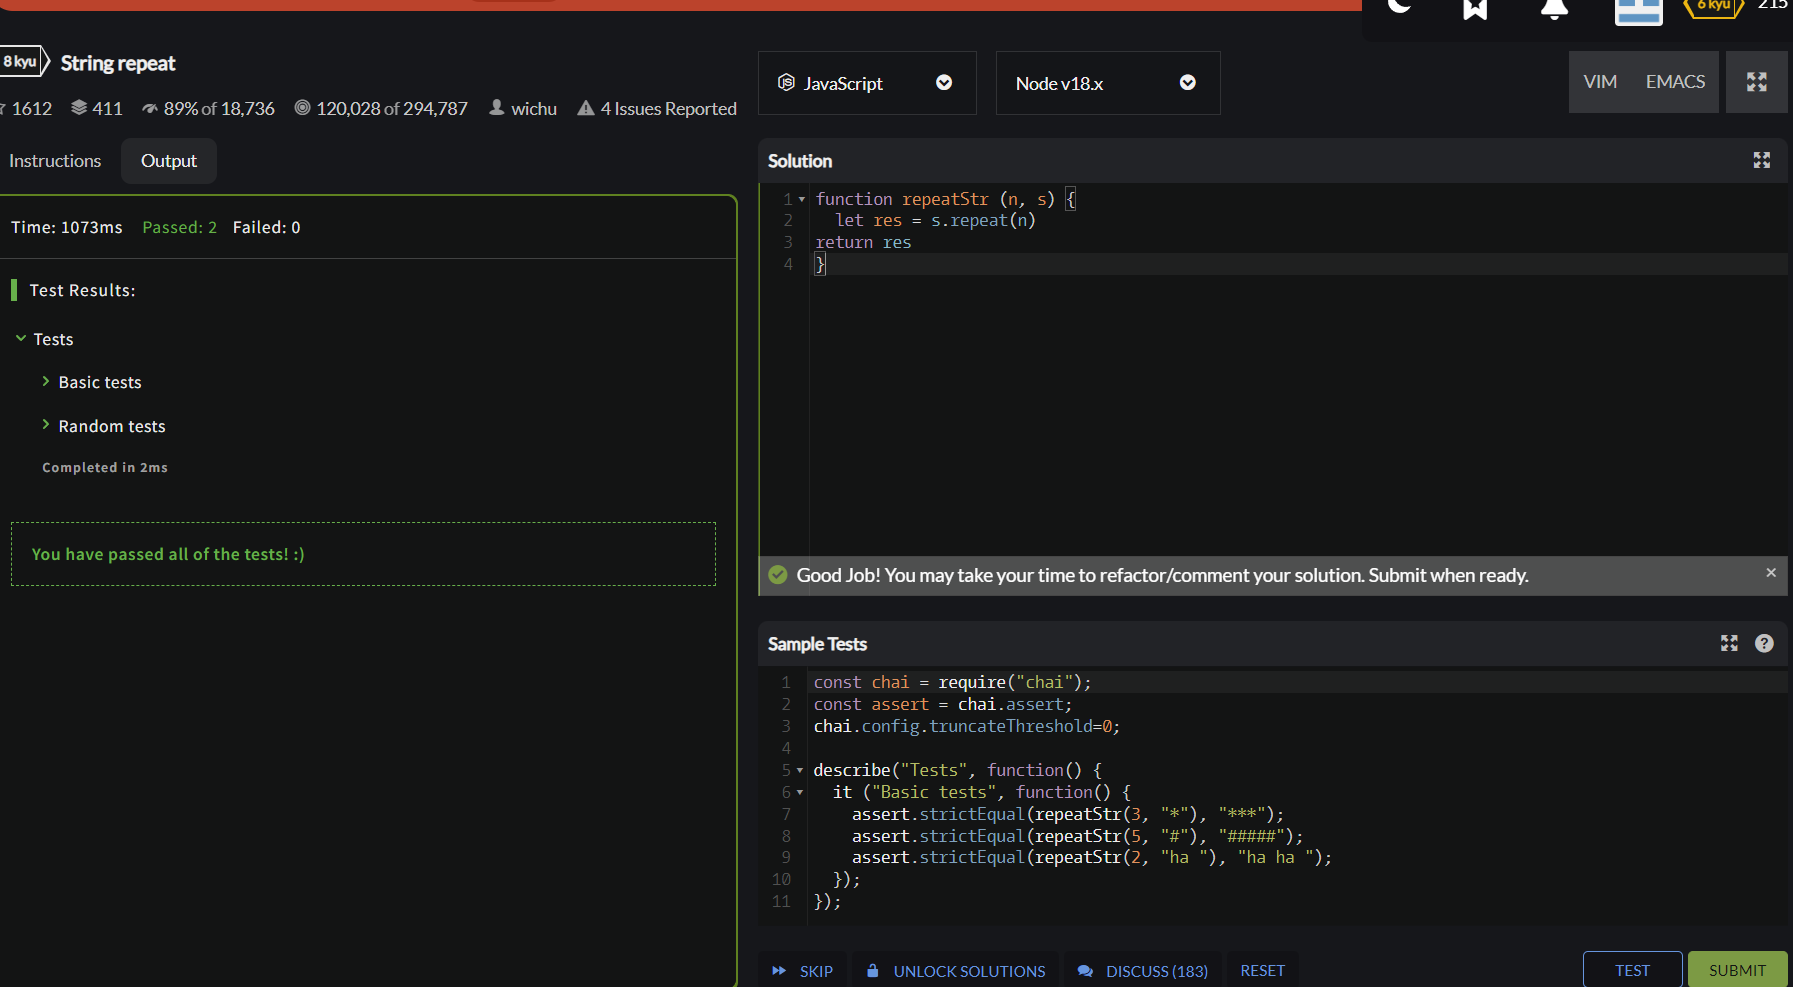 6 kyu 215
8 kyu String repeat
1612 411 89% of 18,736 120,028 of 294,787 wichu 4 Issues Reported
Instructions Output
Time: 1073ms Passed: 2 Failed: 0
Test Results:
Tests
Basic tests
Random tests
Completed in 2ms
You have passed all of the tests! :)
JavaScript Node v18.x VIM EMACS
Solution
1 function repeatStr (n, s) {
2 let res = s.repeat(n)
3 return res
4 }
Good Job! You may take your time to refactor/comment your solution. Submit when ready.
Sample Tests
1 const chai = require("chai");
2 const assert = chai.assert;
3 chai.config.truncateThreshold=0;
4
5 describe("Tests", function() {
6 it ("Basic tests", function() {
7 assert.strictEqual(repeatStr(3, "*"), "***");
8 assert.strictEqual(repeatStr(5, "#"), "#####");
9 assert.strictEqual(repeatStr(2, "ha "), "ha ha ");
10 });
11 });
SKIP UNLOCK SOLUTIONS DISCUSS (183) RESET TEST SUBMIT